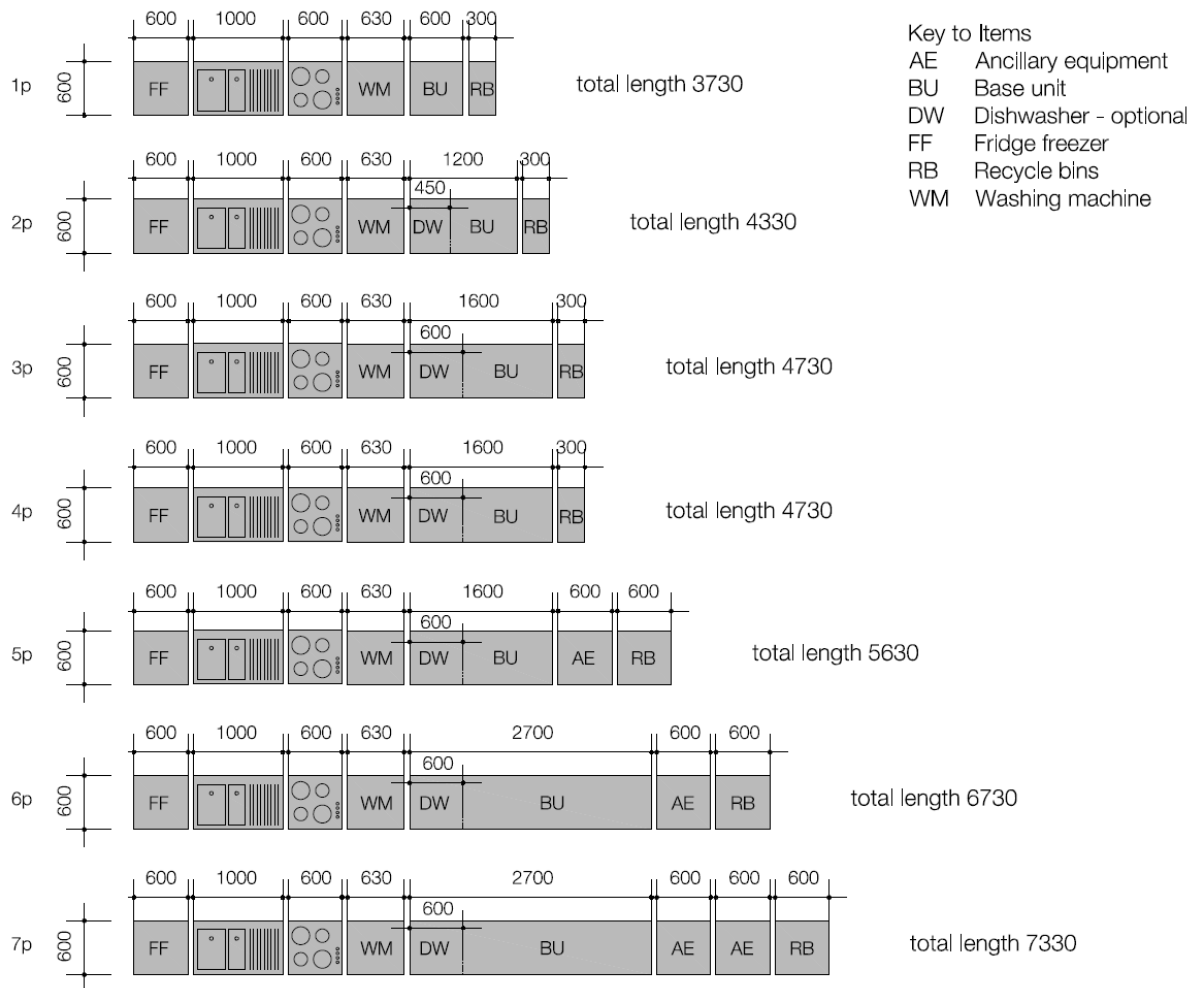 600 1000 600 630 600 300
1p 600 FF WM BU RB total length 3730
600 1000 600 630 1200 300
450
2p 600 FF WM DW BU RB total length 4330
600 1000 600 630 1600 300
600
3p 600 FF WM DW BU RB total length 4730
600 1000 600 630 1600 300
600
4p 600 FF WM DW BU RB total length 4730
600 1000 600 630 1600 600 600
600
5p 600 FF WM DW BU AE RB total length 5630
600 1000 600 630 2700 600 600
600
6p 600 FF WM DW BU AE RB total length 6730
600 1000 600 630 2700 600 600 600
600
7p 600 FF WM DW BU AE AE RB total length 7330
Key to Items
AE Ancillary equipment
BU Base unit
DW Dishwasher - optional
FF Fridge freezer
RB Recycle bins
WM Washing machine